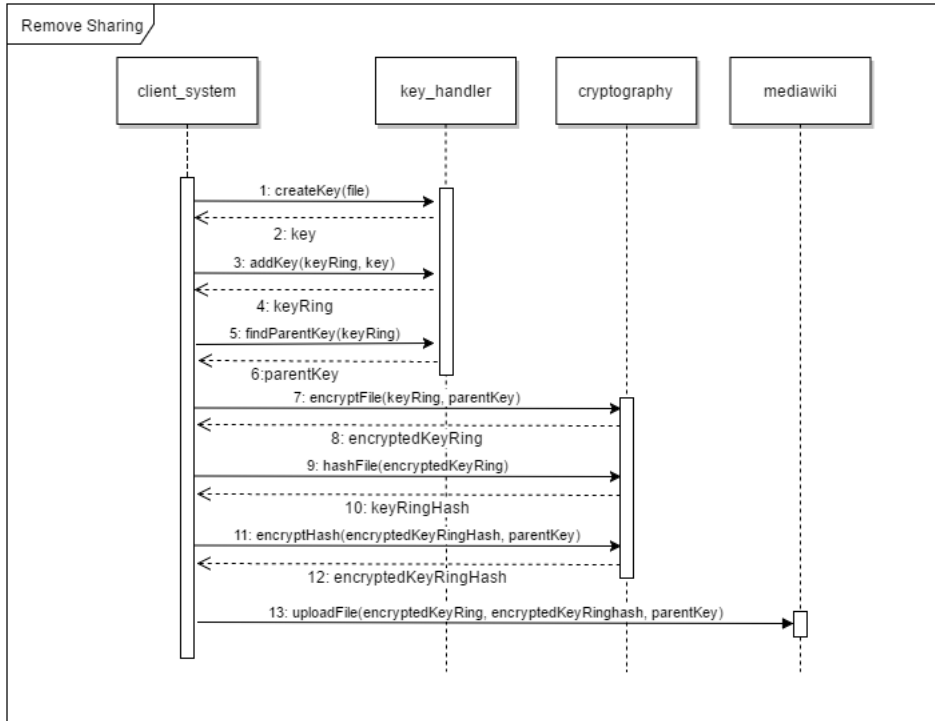 Remove Sharing
client_system
key_handler
cryptography
mediawiki
1: createKey(file)
2: key
3: addKey(keyRing, key)
4: keyRing
5: findParentKey(keyRing)
6:parentKey
7: encryptFile(keyRing, parentKey)
8: encryptedKeyRing
9: hashFile(encryptedKeyRing)
10: keyRingHash
11: encryptHash(encryptedKeyRingHash, parentKey)
12: encryptedKeyRingHash
13: uploadFile(encryptedKeyRing, encryptedKeyRinghash, parentKey)